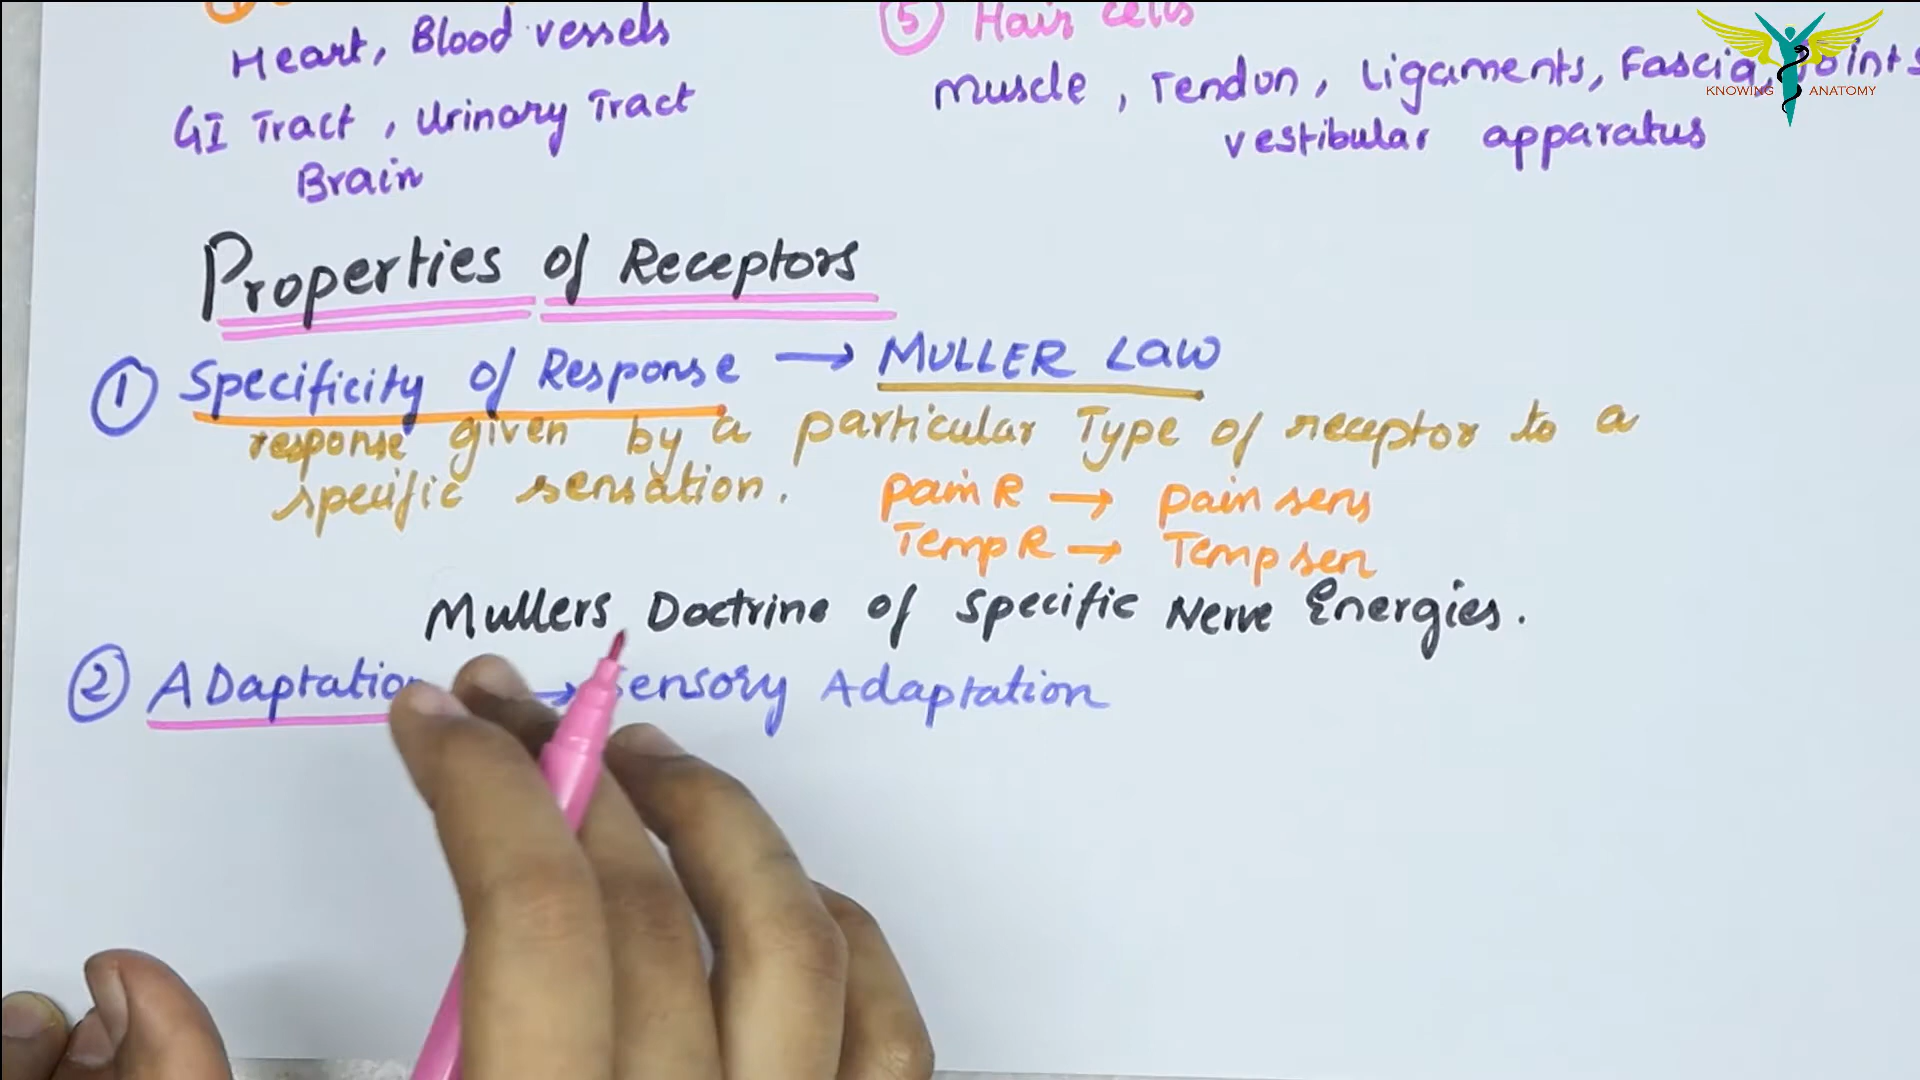 Heart, Blood vessels
GI Tract, Urinary Tract
Brain
5 Hair cells
Muscle, Tendon, Ligaments, Fascia, Joints
vestibular apparatus
KNOWING ANATOMY
Properties of Receptors
1 Specificity of Response → MULLER LAW
response given by a particular Type of receptor to a
specific sensation.
Pain R → Pain sens
Temp R → Temp sen
Mullers Doctrine of Specific Nerve Energies.
2 ADaptation → Sensory Adaptation